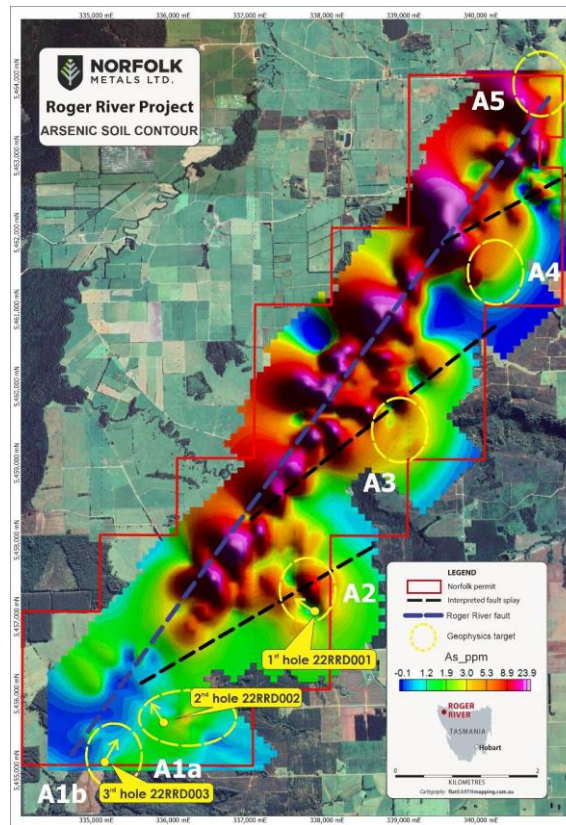 337,000 mE
338,000 mE
339,000 mE
340,000 mE
NORFOLK
METALS LTD.
Roger River Project
ARSENIC SOIL CONTOUR
5,464,000 mN
5,463,000 mN
5,462,000 mN
5,461,000 mN
5,460,000 mN
5,459,000 mN
5,458,000 mN
5,457,000 mN
5,456,000 mN
5,455,000 mN
A5
A4
A3
A2
1st hole 22RRD001
2nd hole 22RRD002
A1a
3rd hole 22RRD003
A1b
335,000 mE
336,000 mE
LEGEND
Norfolk permit
Interpreted fault splay
Roger River fault
Geophysics target
As_ppm
-0.1 1.2 1.9 3.0 5.3 8.9 23.9
ROGER
RIVER
TASMANIA
Hobart
0 2
KILOMETRES
Cartography: flatEARTHmapping.com.au